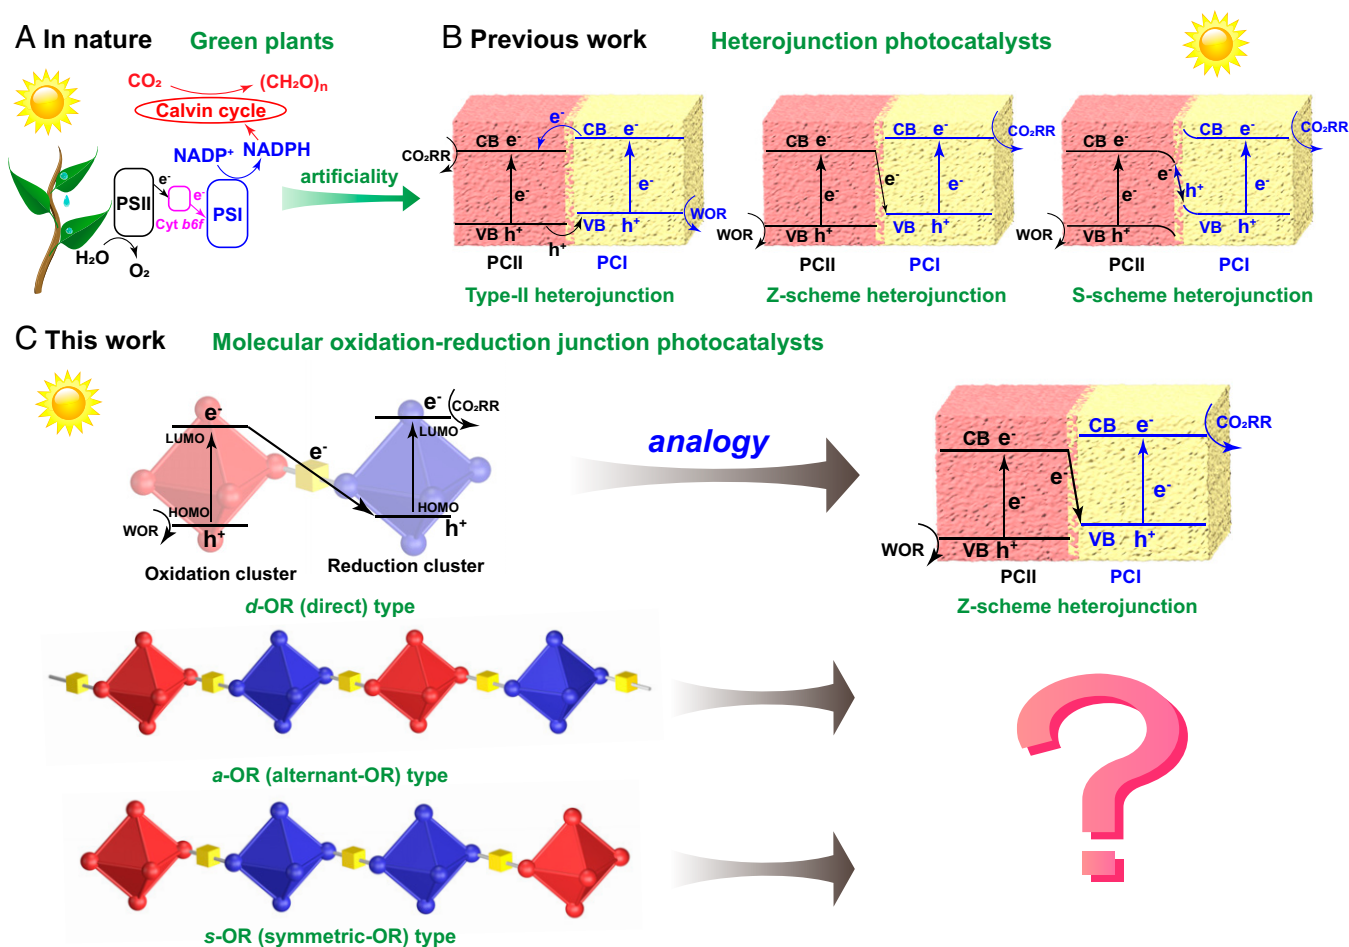 A In nature
Green plants
CO₂
(CH₂O)n
Calvin cycle
NADP⁺
NADPH
e⁻
e⁻
PSII
PSI
Cyt b6f
H₂O
O₂
artificiality
B Previous work
Heterojunction photocatalysts
e⁻
CB e⁻
CB e⁻
CO₂RR
e⁻
e⁻
WOR
VB h⁺
VB h⁺
h⁺
PCII
PCI
Type-II heterojunction
CB e⁻
CB e⁻
CO₂RR
e⁻
e⁻
e⁻
WOR
VB h⁺
VB h⁺
PCII
PCI
Z-scheme heterojunction
CB e⁻
CB e⁻
CO₂RR
e⁻
e⁻
h⁺
e⁻
WOR
VB h⁺
VB h⁺
PCII
PCI
S-scheme heterojunction
C This work
Molecular oxidation-reduction junction photocatalysts
e⁻
LUMO
e⁻
CO₂RR
LUMO
e⁻
HOMO
WOR
h⁺
HOMO
h⁺
Oxidation cluster
Reduction cluster
d-OR (direct) type
analogy
CB e⁻
CB e⁻
CO₂RR
e⁻
e⁻
e⁻
WOR
VB h⁺
VB h⁺
PCII
PCI
Z-scheme heterojunction
a-OR (alternant-OR) type
?
s-OR (symmetric-OR) type